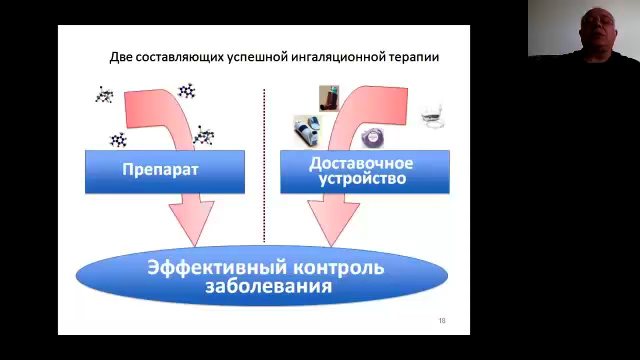 Две составляющих успешной ингаляционной терапии
Препарат
Доставочное
устройство
Эффективный контроль
заболевания
18